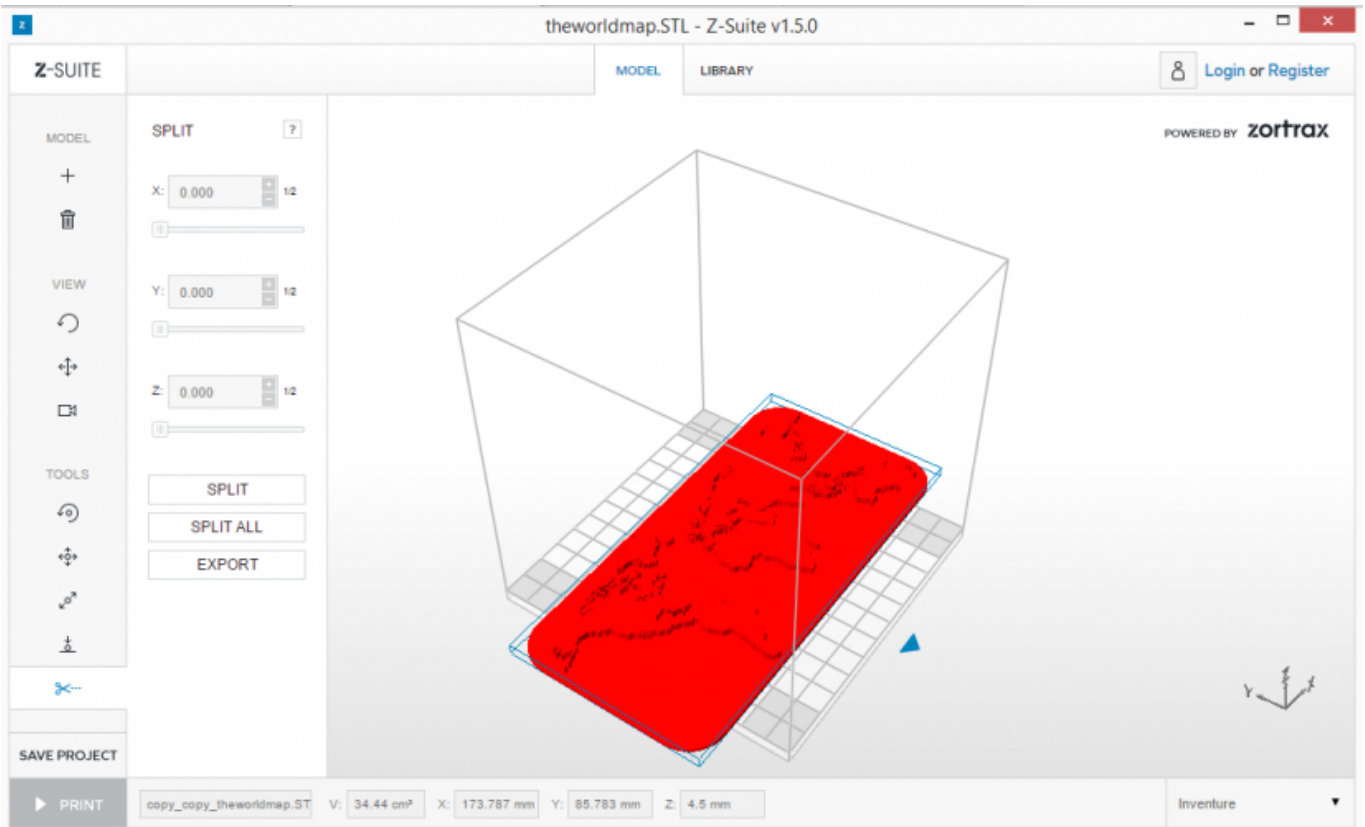 theworldmap.STL - Z-Suite v1.5.0
Z-SUITE
MODEL LIBRARY
Login or Register
POWERED BY zortrax
MODEL
VIEW
TOOLS
SAVE PROJECT
PRINT
SPLIT ?
X: 0.000 1/2
Y: 0.000 1/2
Z: 0.000 1/2
SPLIT
SPLIT ALL
EXPORT
Y Z X
copy_copy_theworldmap.ST V: 34.44 cm³ X: 173.787 mm Y: 85.783 mm Z: 4.5 mm Inventure